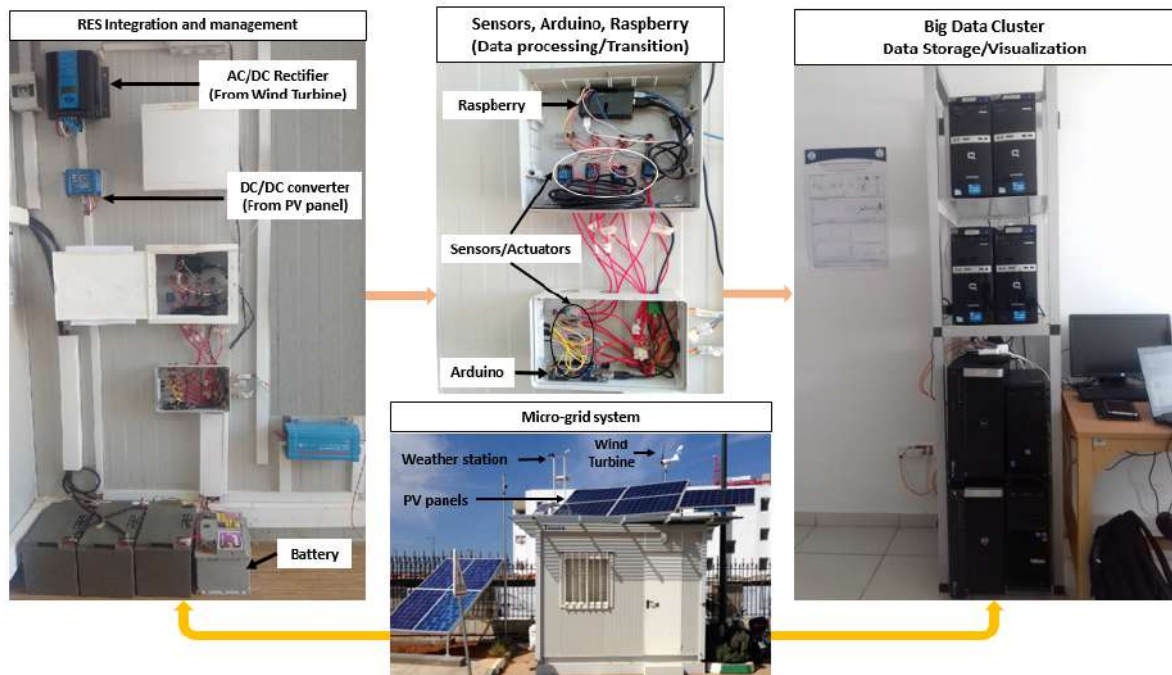 RES Integration and management
AC/DC Rectifier
(From Wind Turbine)
DC/DC converter
(From PV panel)
Battery
Sensors, Arduino, Raspberry
(Data processing/Transition)
Raspberry
Sensors/Actuators
Arduino
Micro-grid system
Weather station
Wind
Turbine
PV panels
Big Data Cluster
Data Storage/Visualization